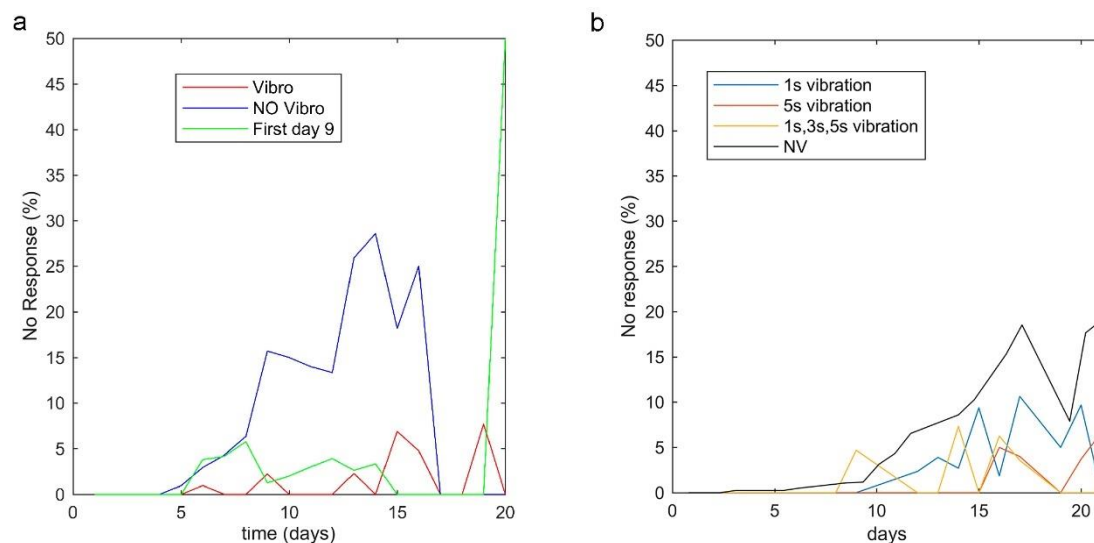 a
50
45
40
35
30
25
20
15
10
5
0
No Response (%)
Vibro
NO Vibro
First day 9
5
10
15
20
time (days)
b
50
45
40
35
30
25
20
15
10
5
0
No response (%)
1s vibration
5s vibration
1s,3s,5s vibration
NV
0
5
10
15
20
days